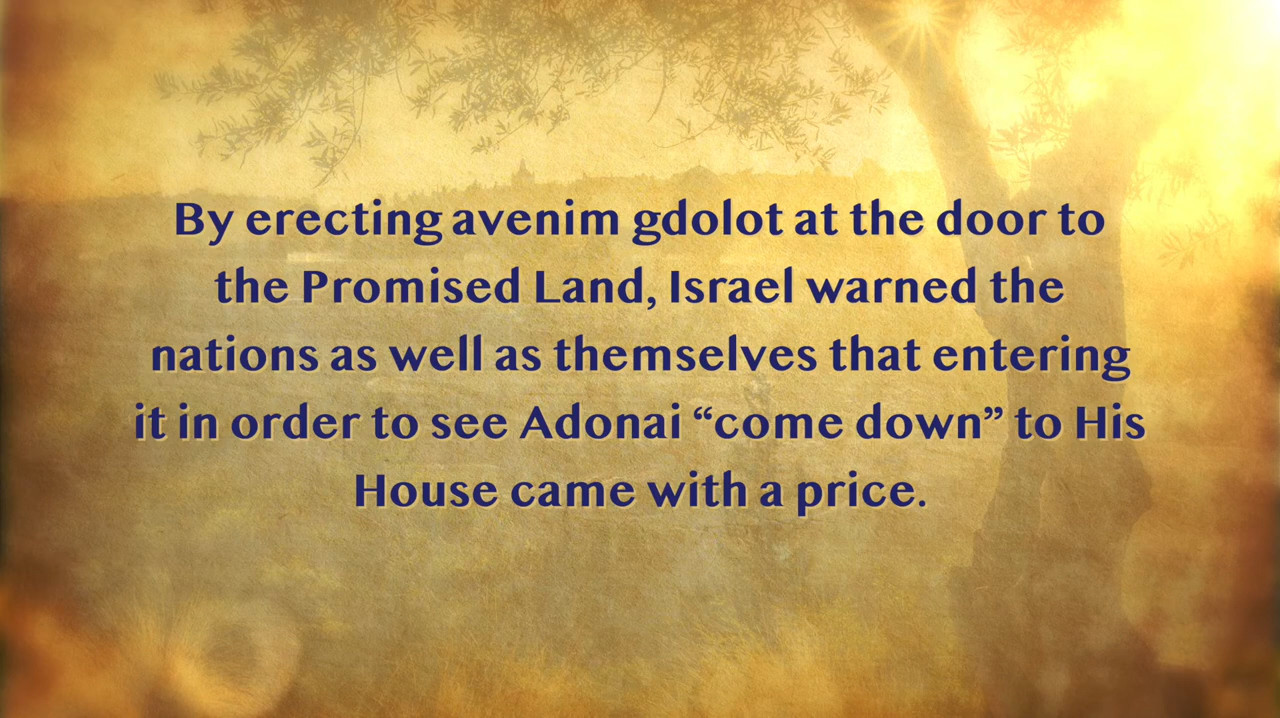 By erecting avenim gdolot at the door to
the Promised Land, Israel warned the
nations as well as themselves that entering
it in order to see Adonai “come down” to His
House came with a price.